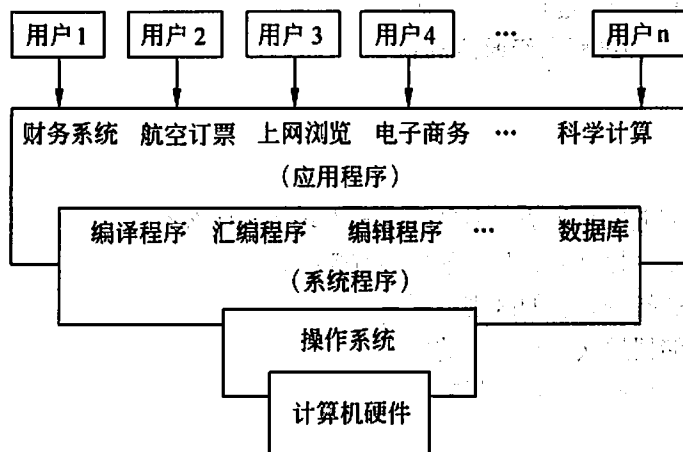 用户1 用户2 用户3 用户4 … 用户n
财务系统 航空订票 上网浏览 电子商务 … 科学计算
(应用程序)
编译程序 汇编程序 编辑程序 … 数据库
(系统程序)
操作系统
计算机硬件